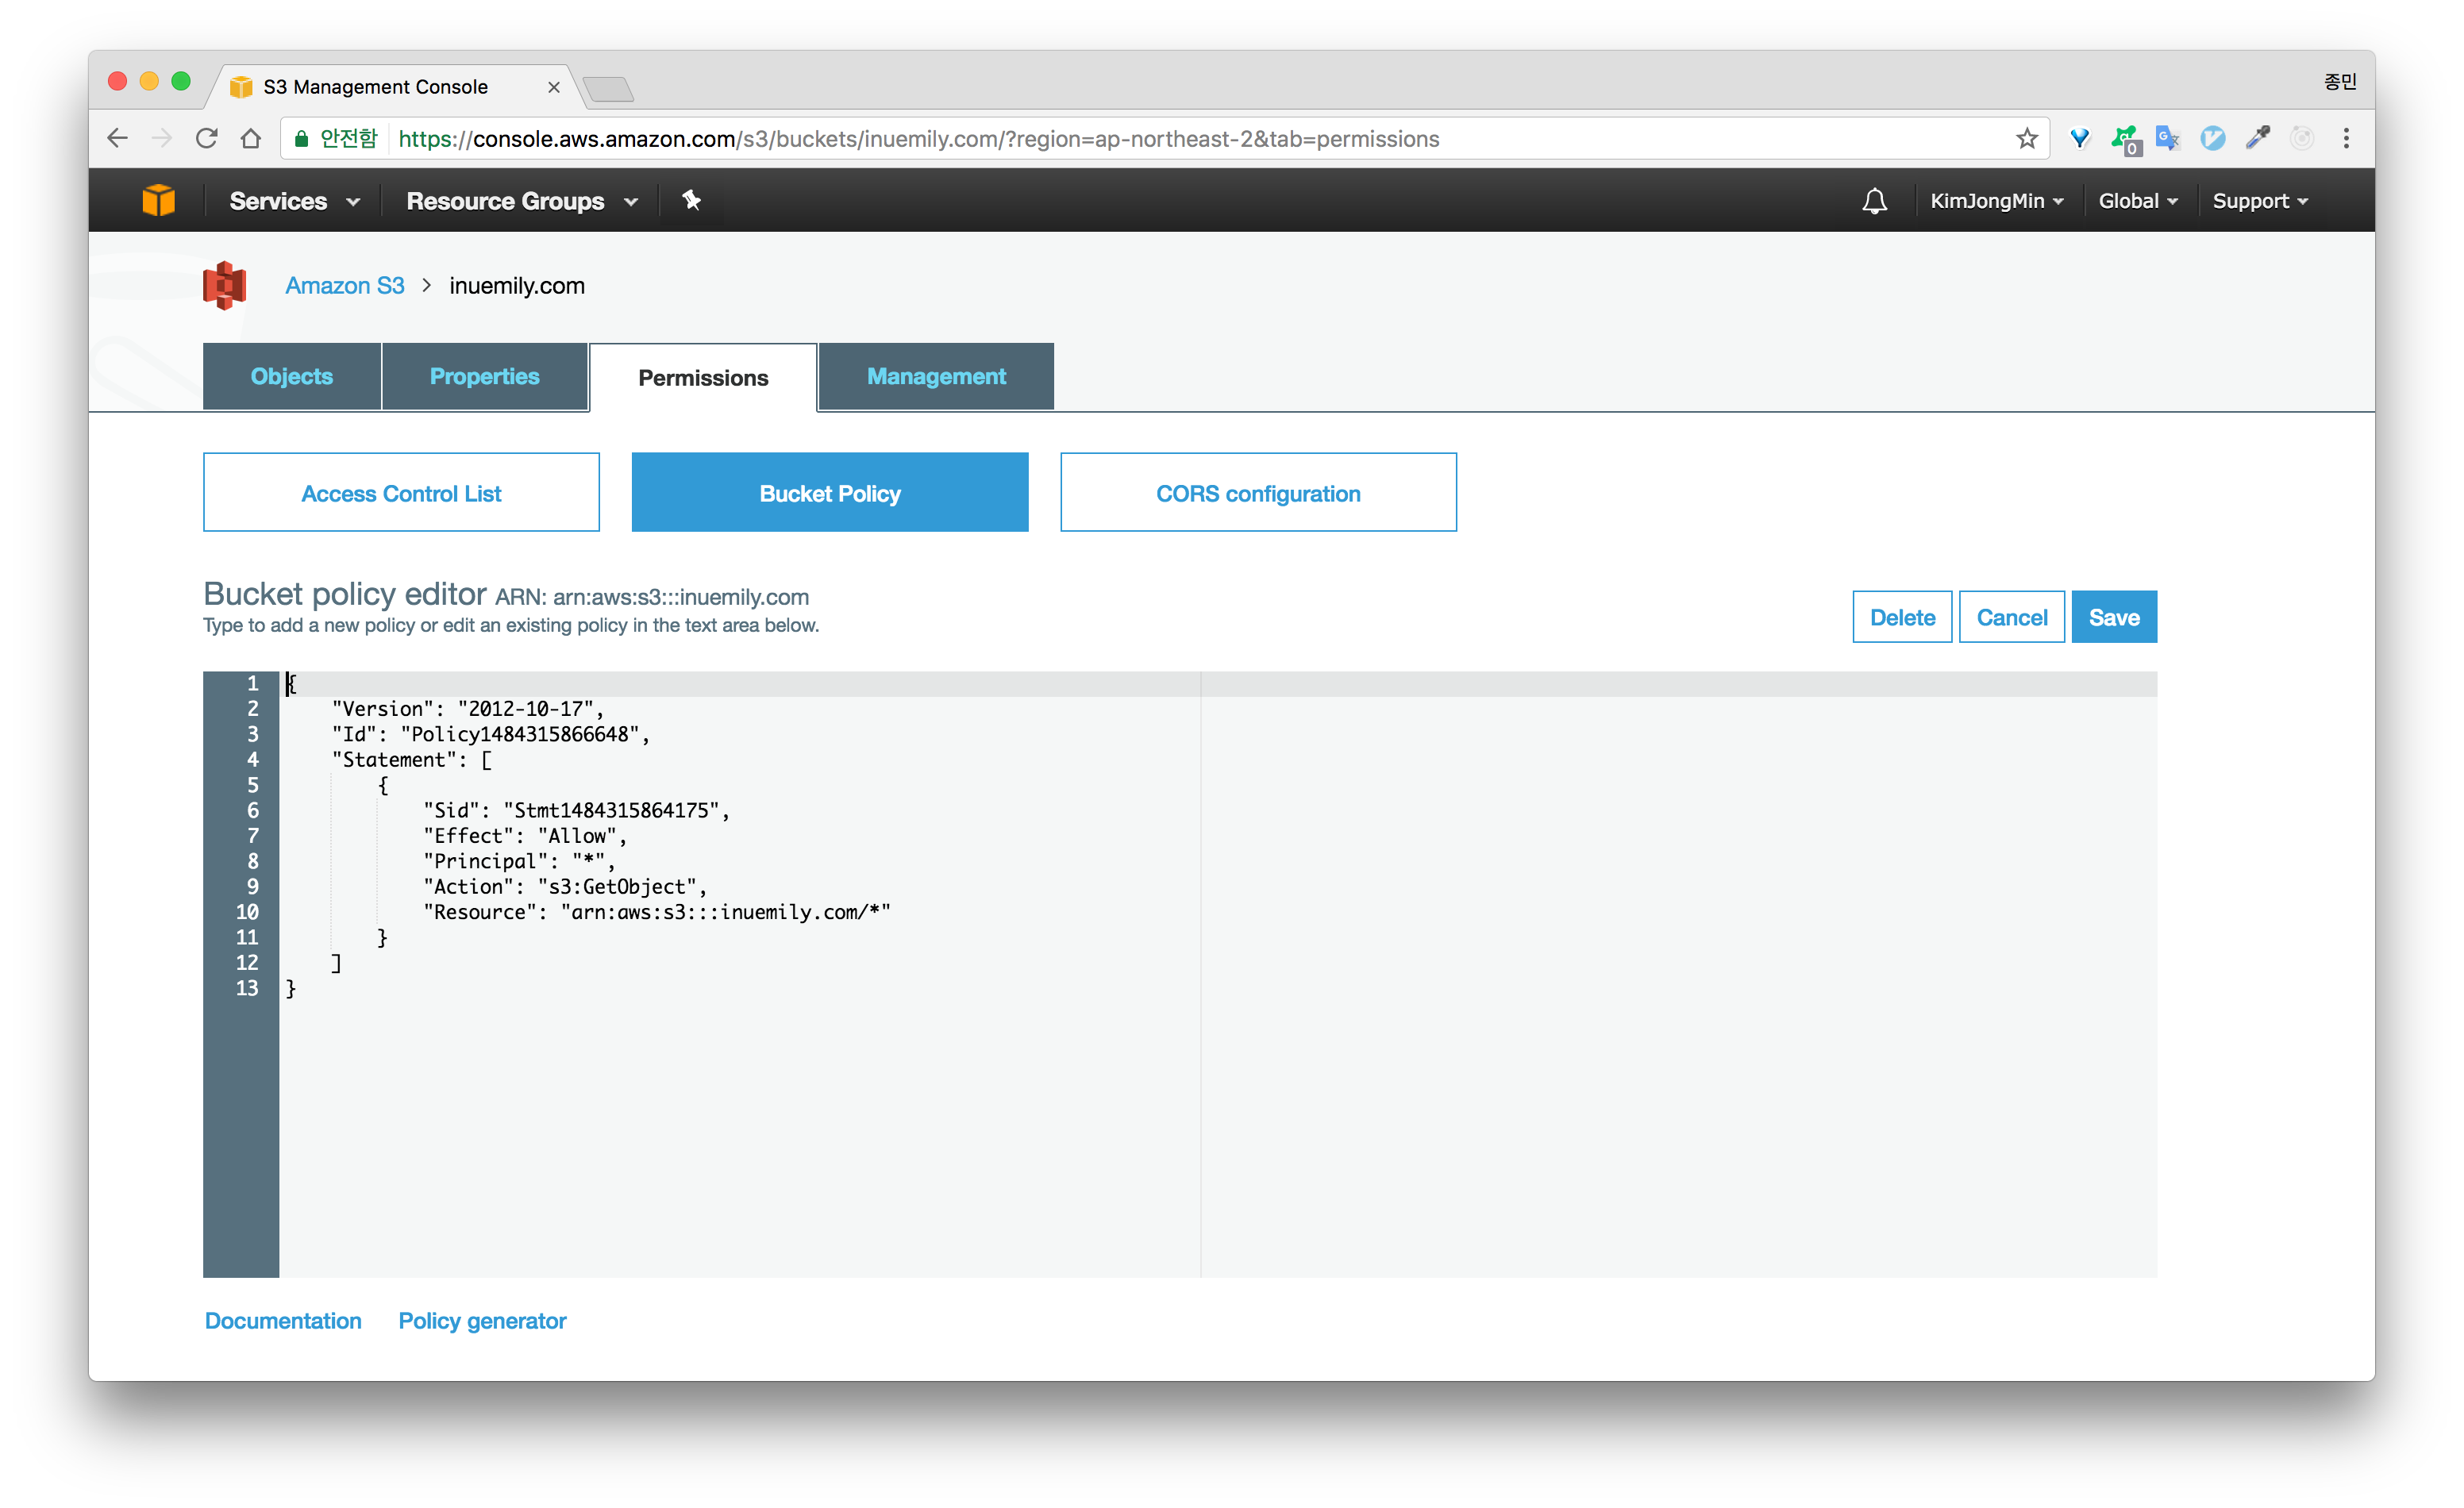 S3 Management Console
종민
안전함 https://console.aws.amazon.com/s3/buckets/inuemily.com/?region=ap-northeast-2&tab=permissions
0
Services Resource Groups KimJongMin Global Support
Amazon S3 > inuemily.com
Objects Properties Permissions Management
Access Control List Bucket Policy CORS configuration
Bucket policy editor ARN: arn:aws:s3:::inuemily.com
Type to add a new policy or edit an existing policy in the text area below.
Delete Cancel Save
1 {
2 "Version": "2012-10-17",
3 "Id": "Policy1484315866648",
4 "Statement": [
5 {
6 "Sid": "Stmt1484315864175",
7 "Effect": "Allow",
8 "Principal": "*",
9 "Action": "s3:GetObject",
10 "Resource": "arn:aws:s3:::inuemily.com/*"
11 }
12 ]
13 }
Documentation Policy generator